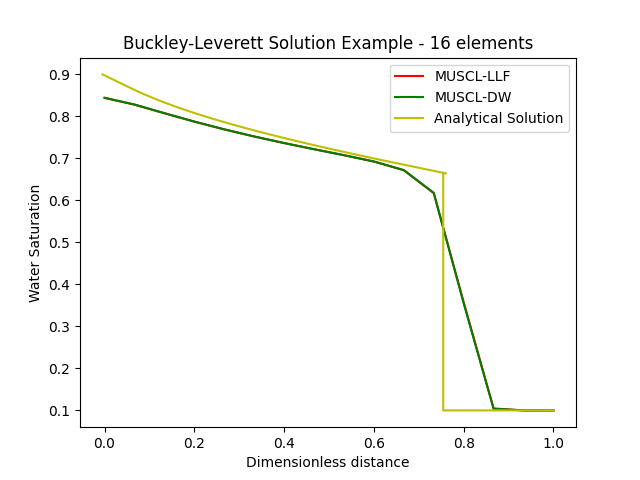 Buckley-Leverett Solution Example - 16 elements
MUSCL-LLF
MUSCL-DW
Analytical Solution
Water Saturation
0.9
0.8
0.7
0.6
0.5
0.4
0.3
0.2
0.1
0.0 0.2 0.4 0.6 0.8 1.0
Dimensionless distance